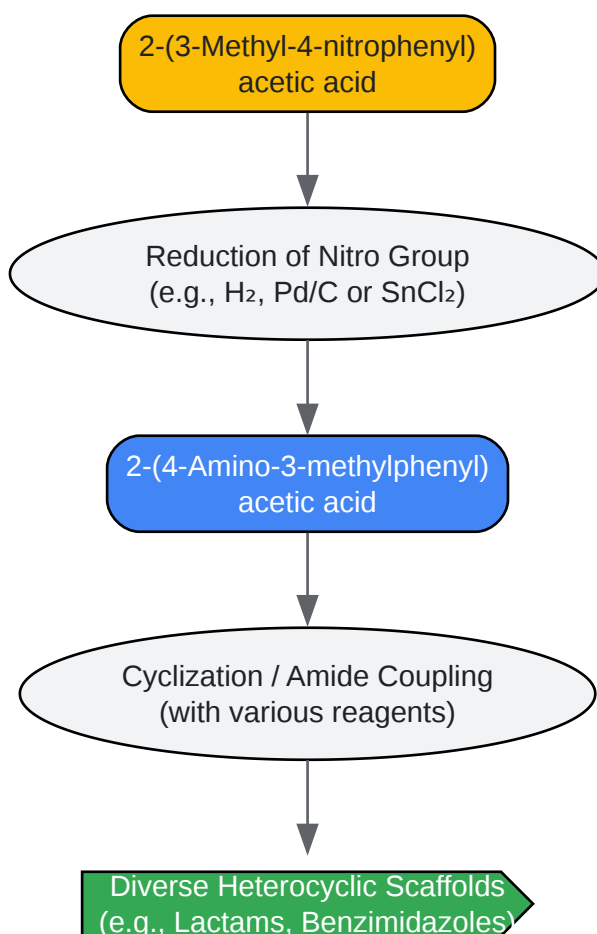 2-(3-Methyl-4-nitrophenyl)
acetic acid
Reduction of Nitro Group
(e.g., H₂, Pd/C or SnCl₂)
2-(4-Amino-3-methylphenyl)
acetic acid
Cyclization / Amide Coupling
(with various reagents)
Diverse Heterocyclic Scaffolds
(e.g., Lactams, Benzimidazoles)